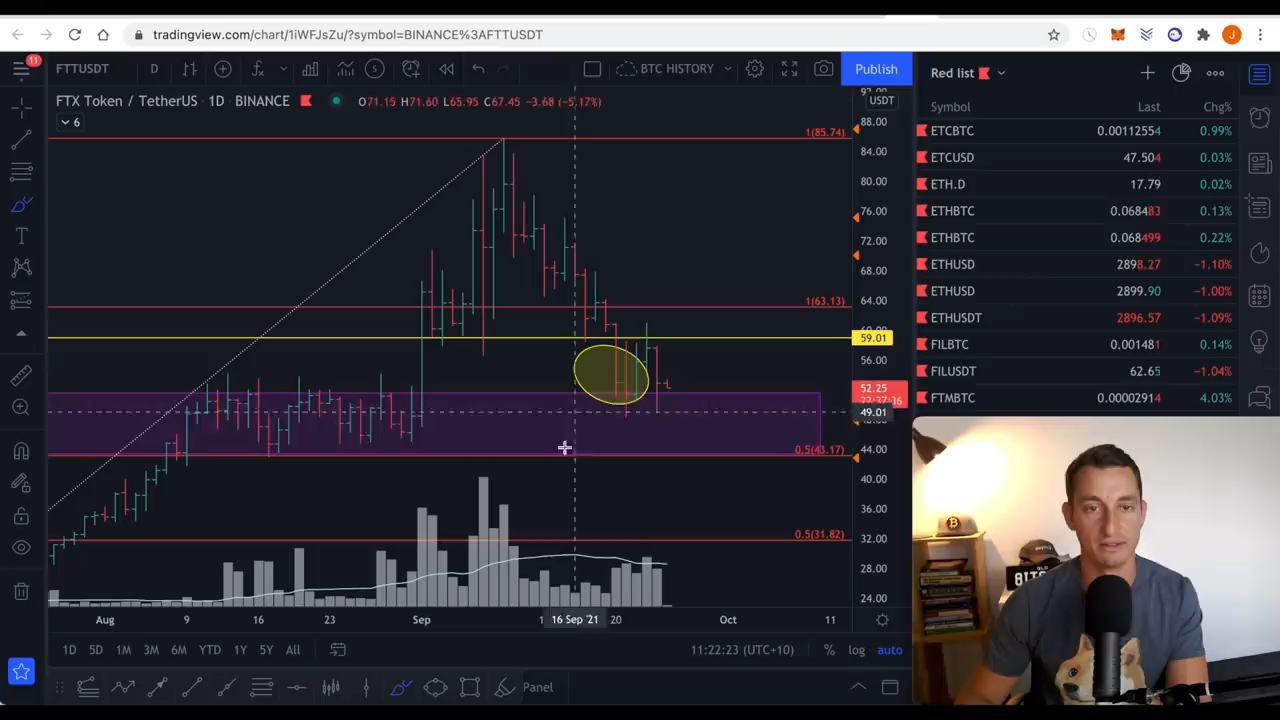 tradingview.com/chart/1iWFJsZu/?symbol=BINANCE%3AFTTUSDT
J
11
FTTUSDT D BTC HISTORY Publish
FTX Token / TetherUS 1D BINANCE O71.15 H71.60 L65.95 C67.45 −3.68 (−5.17%)
6
USDT
88.00
1(85.74)
84.00
80.00
76.00
72.00
68.00
64.00
1(63.13)
59.01
56.00
52.25
22:37:36
49.01
44.00
0.5(43.17)
40.00
36.00
32.00
0.5(31.82)
28.00
24.00
Aug 9 16 23 Sep 16 Sep '21 20 Oct 11
1D 5D 1M 3M 6M YTD 1Y 5Y All 11:22:23 (UTC+10) % log auto
Panel
Red list
Symbol Last Chg%
ETCBTC 0.00112554 0.99%
ETCUSD 47.504 0.03%
ETH.D 17.79 0.02%
ETHBTC 0.068483 0.13%
ETHBTC 0.068499 0.22%
ETHUSD 2898.27 −1.10%
ETHUSD 2899.90 −1.00%
ETHUSDT 2896.57 −1.09%
FILBTC 0.001481 0.14%
FILUSDT 62.65 −1.04%
FTMBTC 0.00002914 4.03%